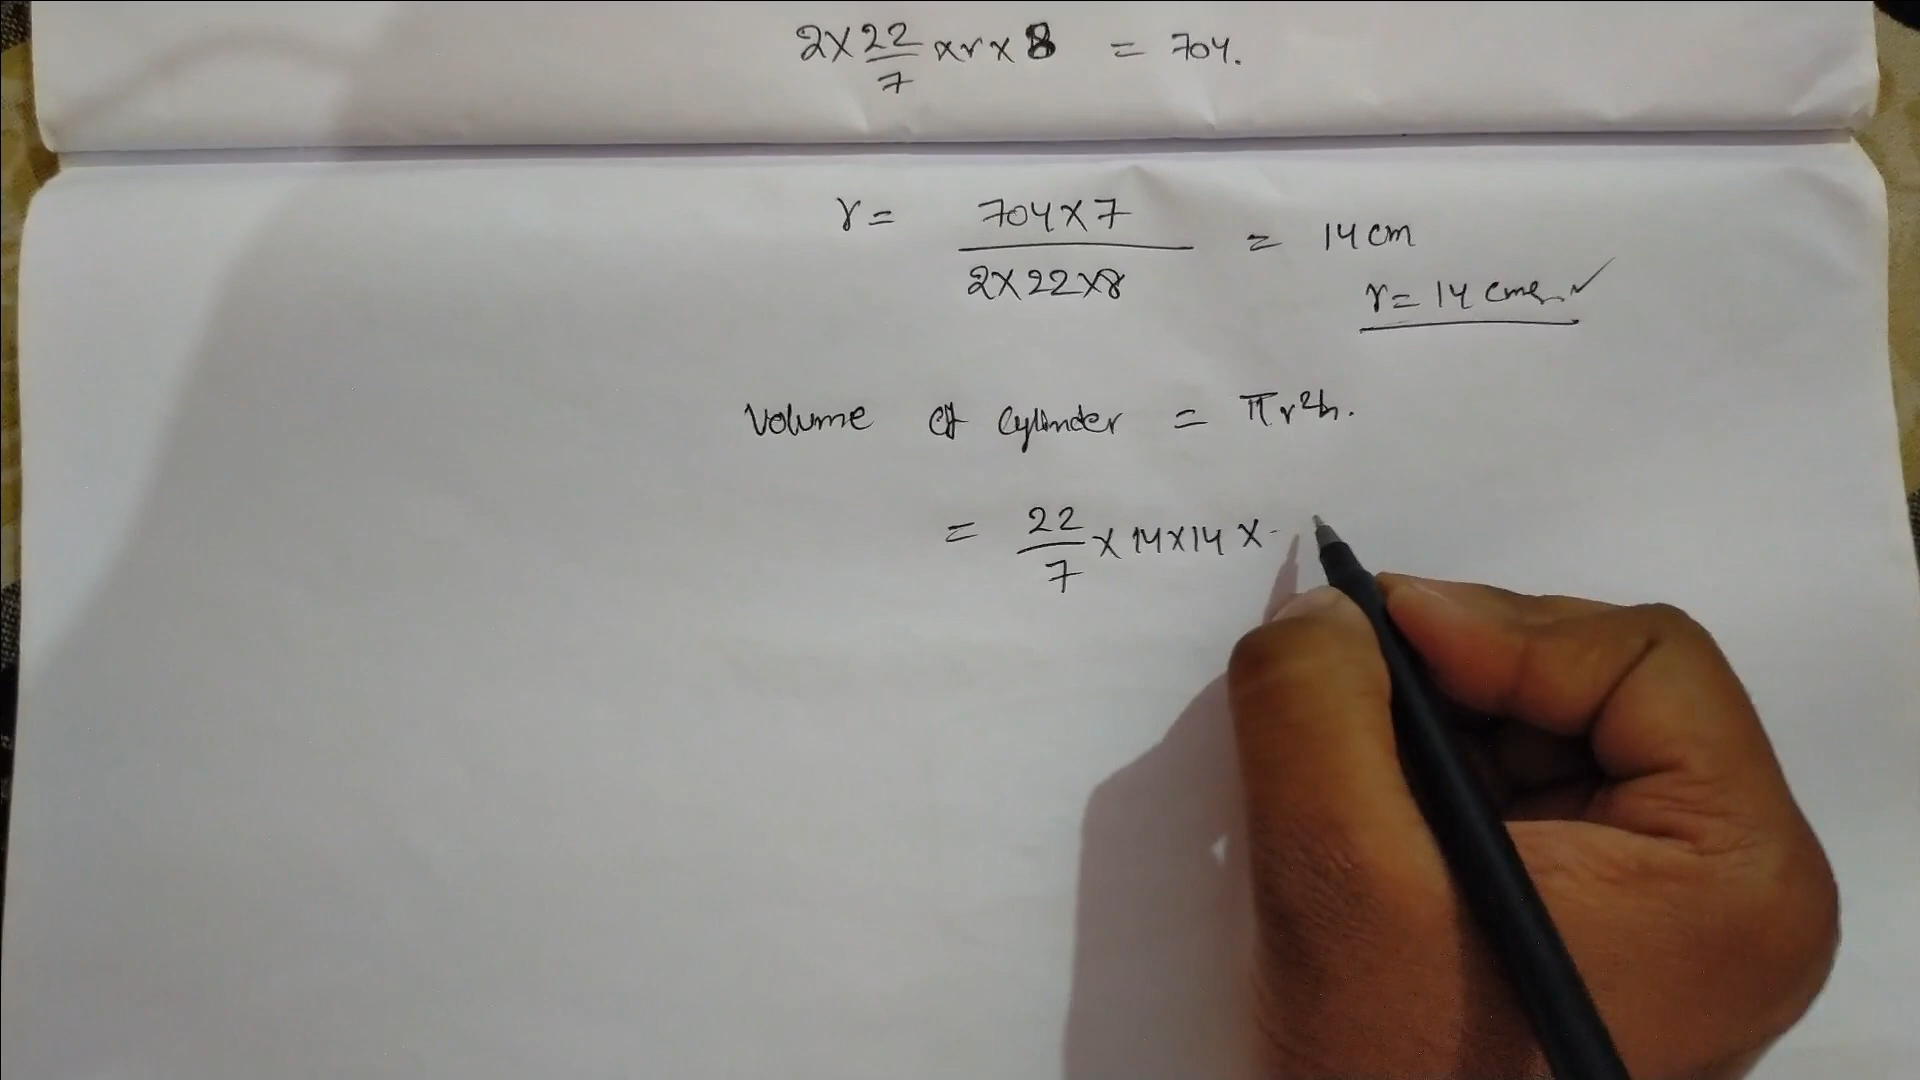 2×22/7×r×8 = 704.
r = 704×7/2×22×8 = 14 cm
r = 14 cm
Volume of Cylinder = πr²h.
= 22/7 × 14×14 ×